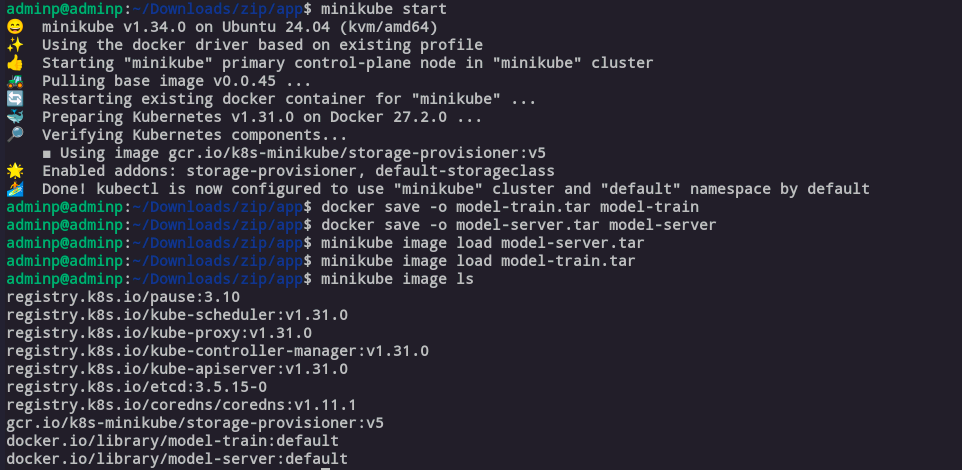 adminp@adminp:~/Downloads/zip/app$ minikube start
😄  minikube v1.34.0 on Ubuntu 24.04 (kvm/amd64)
✨  Using the docker driver based on existing profile
👍  Starting "minikube" primary control-plane node in "minikube" cluster
🚜  Pulling base image v0.0.45 ...
🔄  Restarting existing docker container for "minikube" ...
🐳  Preparing Kubernetes v1.31.0 on Docker 27.2.0 ...
🔎  Verifying Kubernetes components...
    ▪ Using image gcr.io/k8s-minikube/storage-provisioner:v5
🌟  Enabled addons: storage-provisioner, default-storageclass
🏄  Done! kubectl is now configured to use "minikube" cluster and "default" namespace by default
adminp@adminp:~/Downloads/zip/app$ docker save -o model-train.tar model-train
adminp@adminp:~/Downloads/zip/app$ docker save -o model-server.tar model-server
adminp@adminp:~/Downloads/zip/app$ minikube image load model-server.tar
adminp@adminp:~/Downloads/zip/app$ minikube image load model-train.tar
adminp@adminp:~/Downloads/zip/app$ minikube image ls
registry.k8s.io/pause:3.10
registry.k8s.io/kube-scheduler:v1.31.0
registry.k8s.io/kube-proxy:v1.31.0
registry.k8s.io/kube-controller-manager:v1.31.0
registry.k8s.io/kube-apiserver:v1.31.0
registry.k8s.io/etcd:3.5.15-0
registry.k8s.io/coredns/coredns:v1.11.1
gcr.io/k8s-minikube/storage-provisioner:v5
docker.io/library/model-train:default
docker.io/library/model-server:default